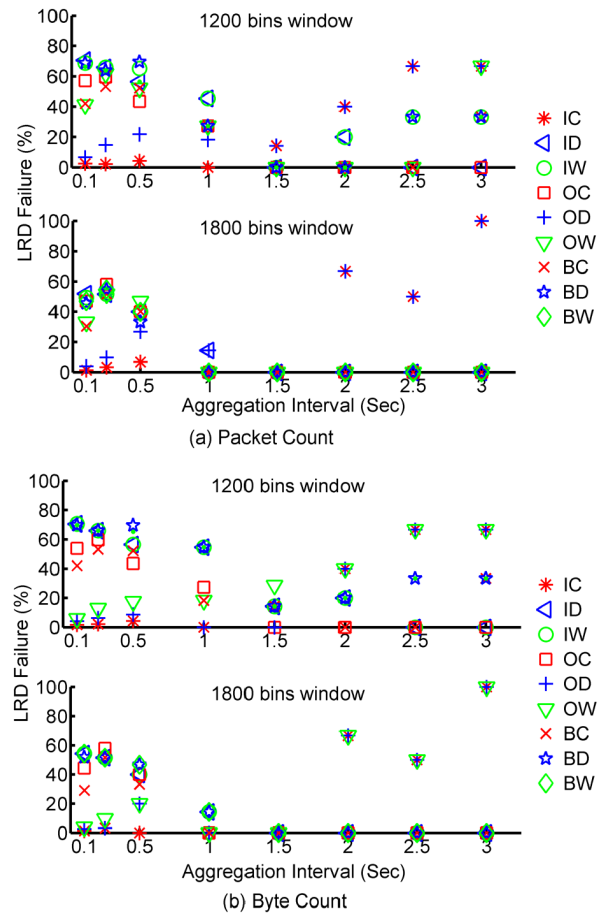 1200 bins window
100
80
60
40
20
0
0.1
0.5
1
1.5
2
2.5
3
LRD Failure (%)
1800 bins window
100
80
60
40
20
0
0.1
0.5
1
1.5
2
2.5
3
Aggregation Interval (Sec)
IC
ID
IW
OC
OD
OW
BC
BD
BW
(a) Packet Count
1200 bins window
100
80
60
40
20
0
0.1
0.5
1
1.5
2
2.5
3
LRD Failure (%)
1800 bins window
100
80
60
40
20
0
0.1
0.5
1
1.5
2
2.5
3
Aggregation Interval (Sec)
IC
ID
IW
OC
OD
OW
BC
BD
BW
(b) Byte Count